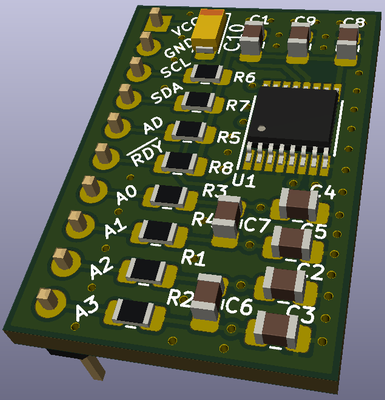 VCC
GND
SCL
SDA
AD
RDY
A0
A1
A2
A3
C10
C1
C9
C8
R6
R7
R5
R8
R3
R4
R1
R2
U1
C7
C6
C4
C5
C2
C3